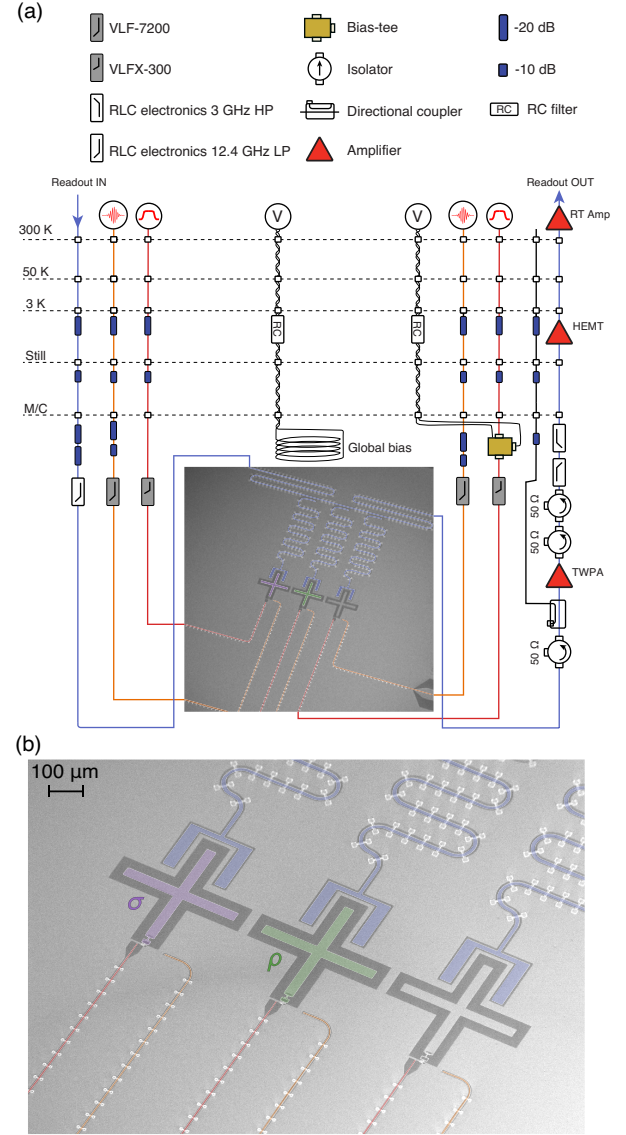 (a)
VLF-7200
Bias-tee
-20 dB
VLFX-300
Isolator
-10 dB
RLC electronics 3 GHz HP
Directional coupler
RC RC filter
RLC electronics 12.4 GHz LP
Amplifier
Readout IN
Readout OUT
V
V
RT Amp
300 K
50 K
3 K
RC
RC
HEMT
Still
M/C
Global bias
50 Ω
50 Ω
TWPA
50 Ω
(b)
100 μm
σ
ρ